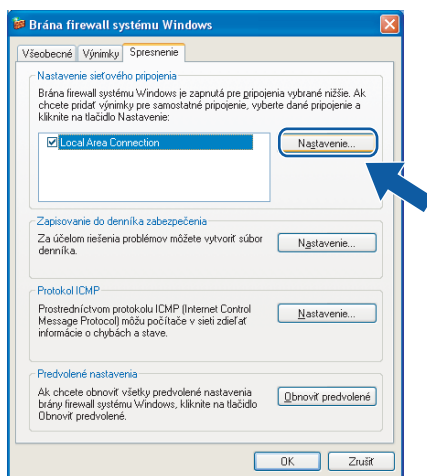 Brána firewall systému Windows
Všeobecné Výnimky Spresnenie
Nastavenie sieťového pripojenia
Brána firewall systému Windows je zapnutá pre pripojenia vybrané nižšie. Ak
chcete pridať výnimky pre samostatné pripojenie, vyberte dané pripojenie a
kliknite na tlačidlo Nastavenie:
Local Area Connection
Nastavenie...
Zapisovanie do denníka zabezpečenia
Za účelom riešenia problémov môžete vytvoriť súbor
denníka.
Nastavenie...
Protokol ICMP
Prostredníctvom protokolu ICMP (Internet Control
Message Protocol) môžu počítače v sieti zdieľať
informácie o chybách a stave.
Nastavenie...
Predvolené nastavenia
Ak chcete obnoviť všetky predvolené nastavenia
brány firewall systému Windows, kliknite na tlačidlo
Obnoviť predvolené.
Obnoviť predvolené
OK Zrušiť